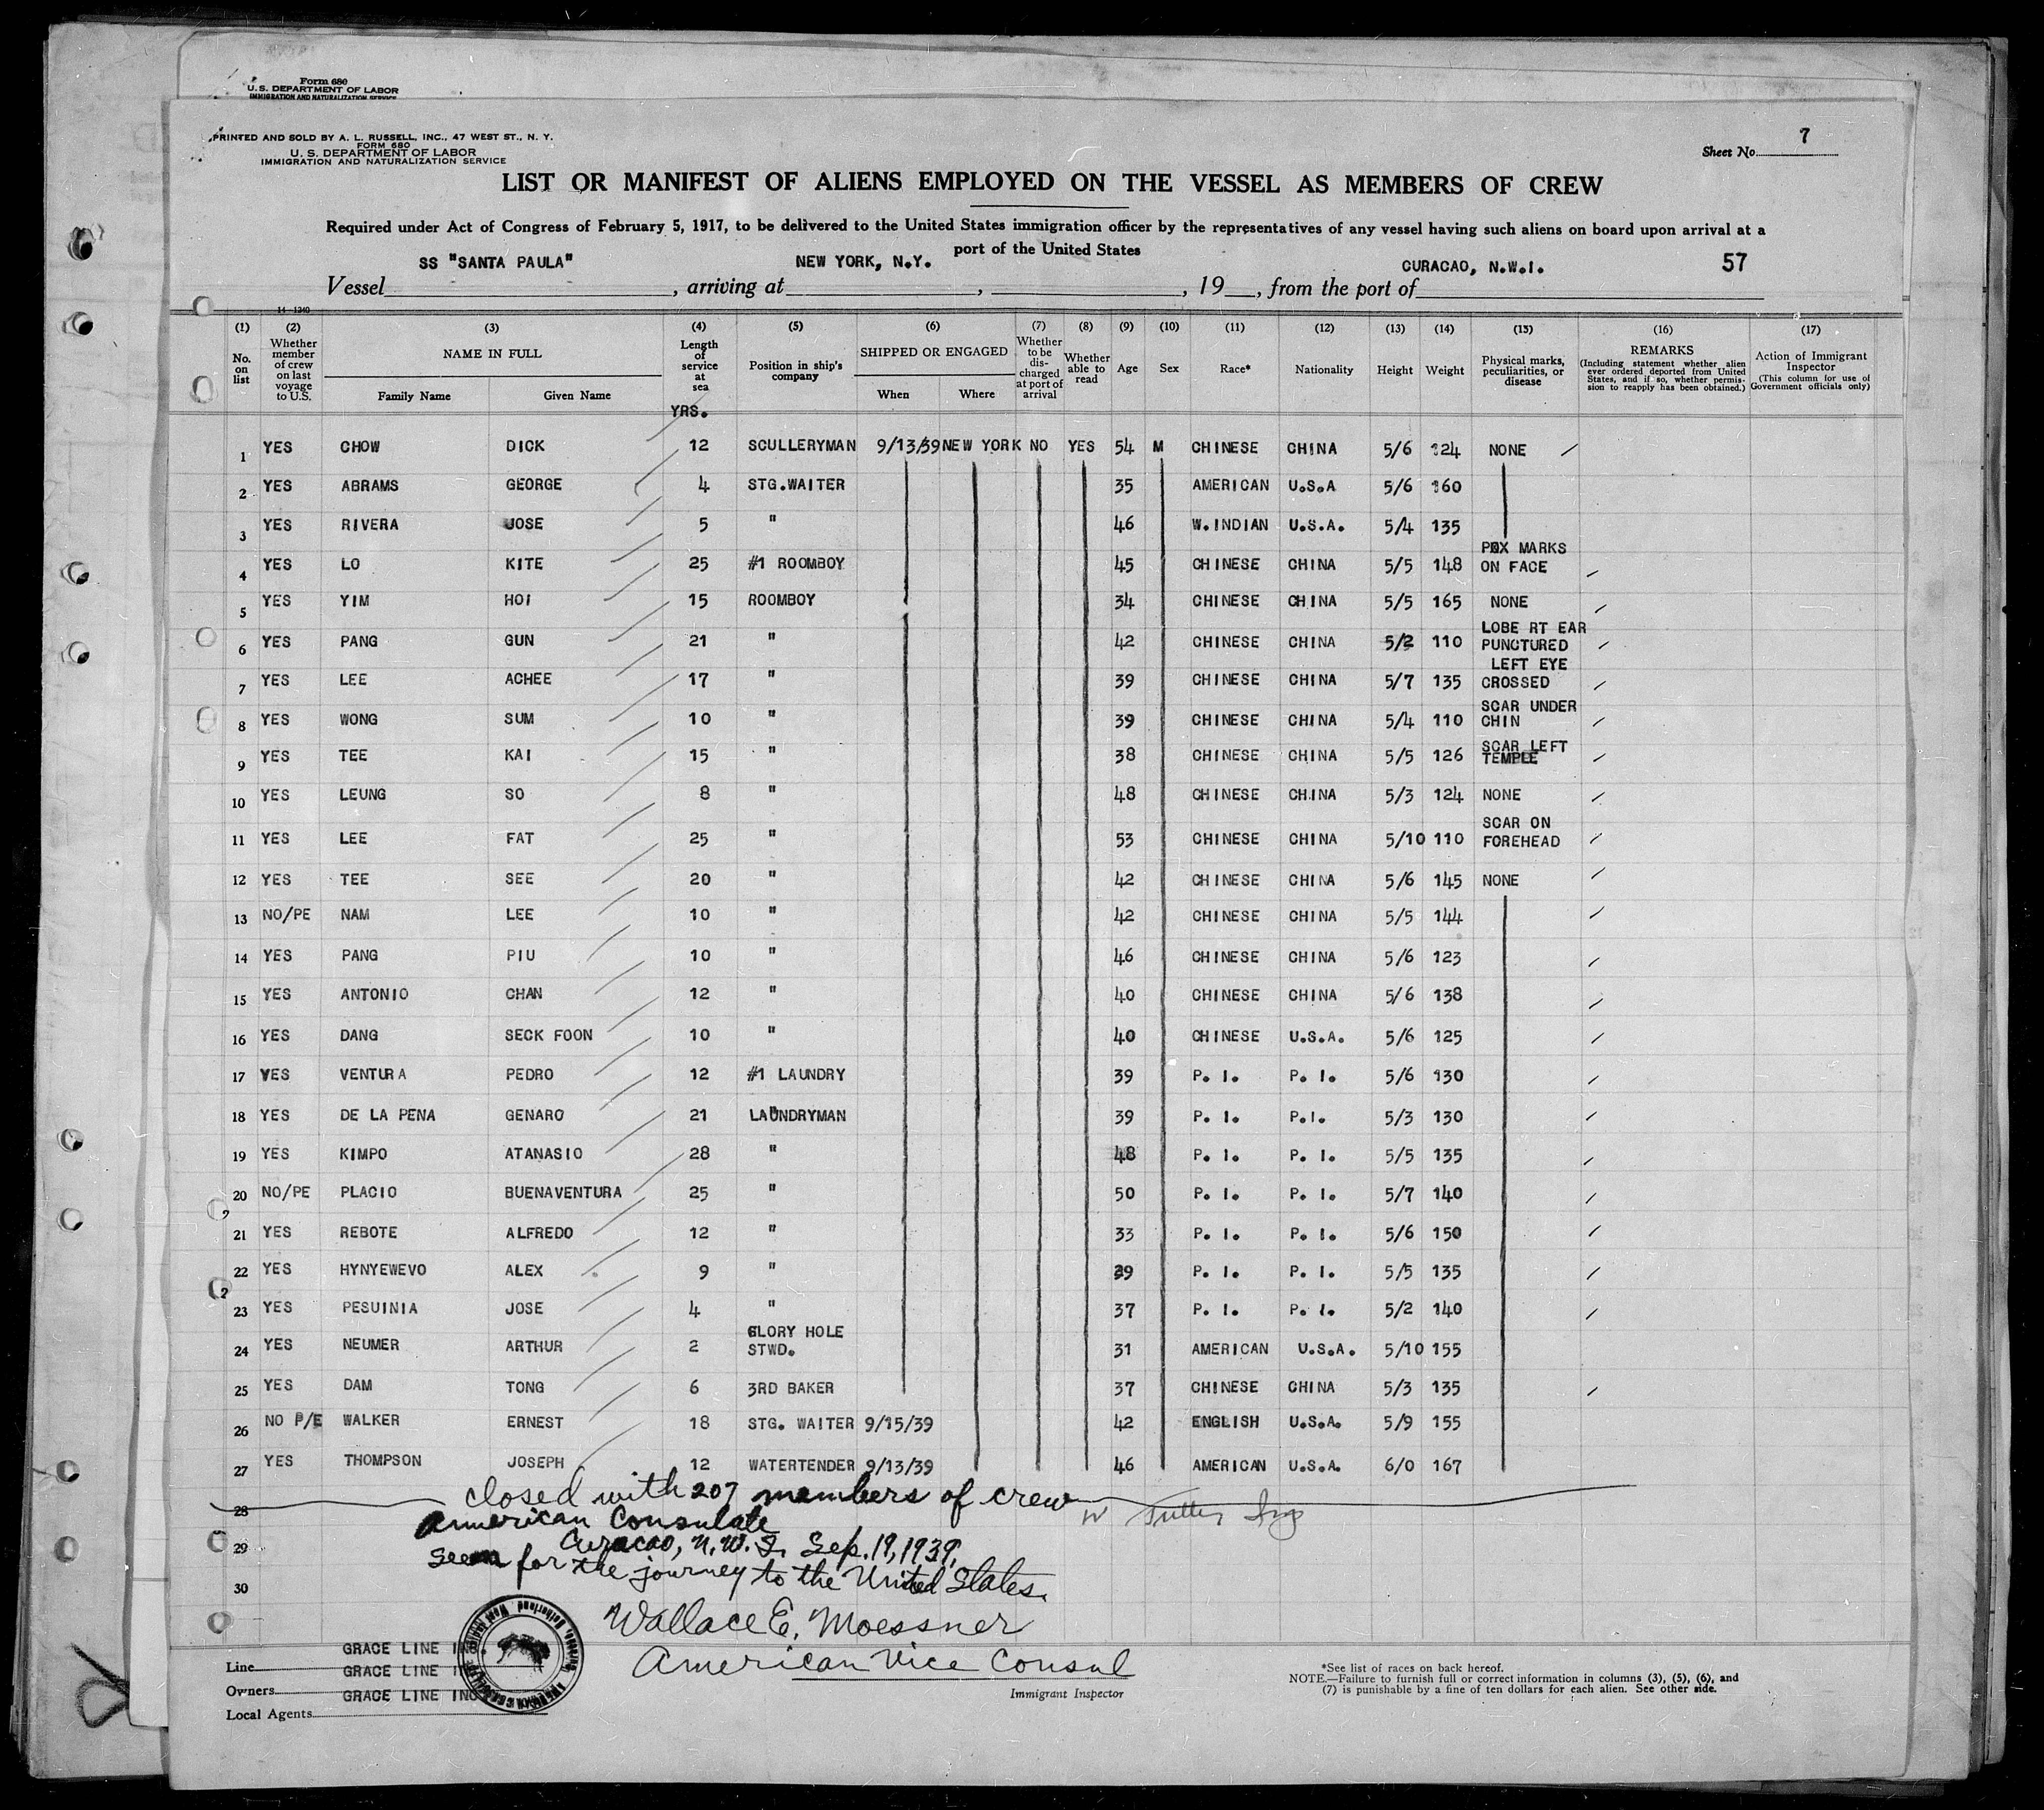 Form 680
U. S. DEPARTMENT OF LABOR
IMMIGRATION AND NATURALIZATION SERVICE
PRINTED AND SOLD BY A. L. RUSSELL, INC., 47 WEST ST., N. Y.
FORM 680
U. S. DEPARTMENT OF LABOR
IMMIGRATION AND NATURALIZATION SERVICE
Sheet No. 7
LIST OR MANIFEST OF ALIENS EMPLOYED ON THE VESSEL AS MEMBERS OF CREW
Required under Act of Congress of February 5, 1917, to be delivered to the United States immigration officer by the representatives of any vessel having such aliens on board upon arrival at a
port of the United States
SS "SANTA PAULA" NEW YORK, N.Y. CURACAO, N.W.I. 57
Vessel , arriving at , , 19 , from the port of
14-1240
(1) (2) (3) (4) (5) (6) (7) (8) (9) (10) (11) (12) (13) (14) (15) (16) (17)
No. on list
Whether member of crew on last voyage to U.S.
NAME IN FULL
Family Name Given Name
Length of service at sea
YRS.
Position in ship's company
SHIPPED OR ENGAGED
When Where
Whether to be discharged at port of arrival
Whether able to read
Age
Sex
Race*
Nationality
Height
Weight
Physical marks, peculiarities, or disease
REMARKS
(Including statement whether alien ever ordered deported from United States, and if so, whether permission to reapply has been obtained.)
Action of Immigrant Inspector
(This column for use of Government officials only)
1 YES CHOW DICK 12 SCULLERYMAN 9/13/39 NEW YORK NO YES 54 M CHINESE CHINA 5/6 124 NONE
2 YES ABRAMS GEORGE 4 STG.WAITER 35 AMERICAN U.S.A 5/6 160
3 YES RIVERA JOSE 5 " 46 W.INDIAN U.S.A. 5/4 135
4 YES LO KITE 25 #1 ROOMBOY 45 CHINESE CHINA 5/5 148 POX MARKS ON FACE
5 YES YIM HOI 15 ROOMBOY 34 CHINESE CHINA 5/5 165 NONE
6 YES PANG GUN 21 " 42 CHINESE CHINA 5/2 110 LOBE RT EAR PUNCTURED
7 YES LEE ACHEE 17 " 39 CHINESE CHINA 5/7 135 LEFT EYE CROSSED
8 YES WONG SUM 10 " 39 CHINESE CHINA 5/4 110 SCAR UNDER CHIN
9 YES TEE KAI 15 " 38 CHINESE CHINA 5/5 126 SCAR LEFT TEMPLE
10 YES LEUNG SO 8 " 48 CHINESE CHINA 5/3 124 NONE
11 YES LEE FAT 25 " 53 CHINESE CHINA 5/10 110 SCAR ON FOREHEAD
12 YES TEE SEE 20 " 42 CHINESE CHINA 5/6 145 NONE
13 NO/PE NAM LEE 10 " 42 CHINESE CHINA 5/5 144
14 YES PANG PIU 10 " 46 CHINESE CHINA 5/6 123
15 YES ANTONIO CHAN 12 " 40 CHINESE CHINA 5/6 138
16 YES DANG SECK FOON 10 " 40 CHINESE U.S.A. 5/6 125
17 YES VENTURA PEDRO 12 #1 LAUNDRY 39 P. I. P. I. 5/6 130
18 YES DE LA PENA GENARO 21 LAUNDRYMAN 39 P. I. P.I. 5/3 130
19 YES KIMPO ATANASIO 28 " 48 P. I. P. I. 5/5 135
20 NO/PE PLACIO BUENAVENTURA 25 " 50 P. I. P. I. 5/7 140
21 YES REBOTE ALFREDO 12 " 33 P. I. P. I. 5/6 150
22 YES HYNYEWEVO ALEX 9 " 39 P. I. P. I. 5/5 135
23 YES PESUINIA JOSE 4 " 37 P. I. P. I. 5/2 140
24 YES NEUMER ARTHUR 2 GLORY HOLE STWD. 31 AMERICAN U.S.A. 5/10 155
25 YES DAM TONG 6 3RD BAKER 37 CHINESE CHINA 5/3 135
26 NO P/E WALKER ERNEST 18 STG. WAITER 9/15/39 42 ENGLISH U.S.A. 5/9 155
27 YES THOMPSON JOSEPH 12 WATERTENDER 9/13/39 46 AMERICAN U.S.A. 6/0 167
closed with 207 members of crew
28 American Consulate
29 Curacao, N.W.I. Sep. 19, 1939.
seen for the journey to the United States.
30
Wallace E. Moessner
American Vice Consul
Immigrant Inspector
Line GRACE LINE INC
Owners GRACE LINE INC
Local Agents GRACE LINE INC
*See list of races on back hereof.
NOTE.—Failure to furnish full or correct information in columns (3), (5), (6), and
(7) is punishable by a fine of ten dollars for each alien. See other side.